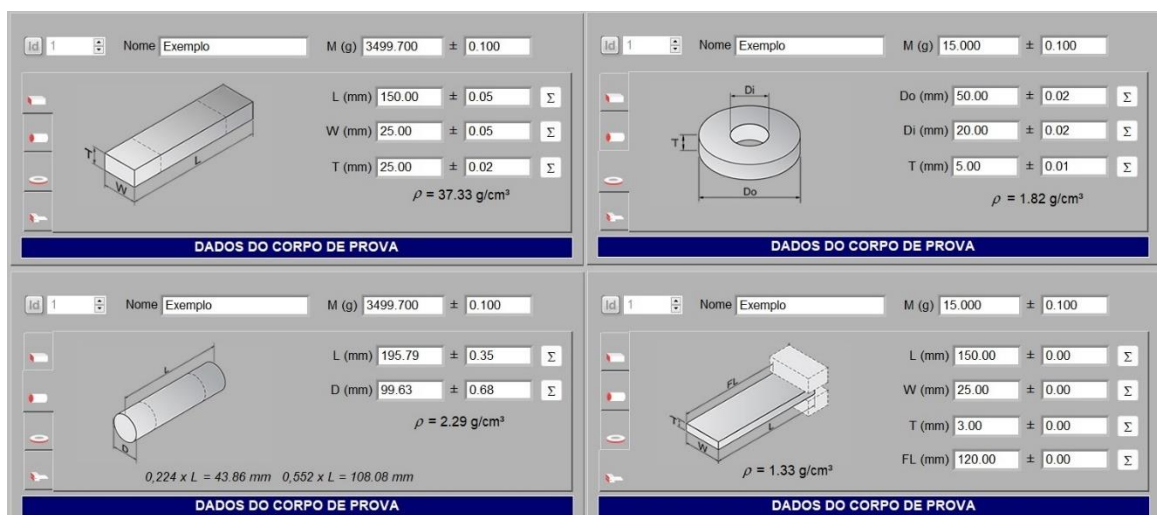 Id 1 Nome Exemplo M (g) 3499.700 ± 0.100
L (mm) 150.00 ± 0.05 Σ
W (mm) 25.00 ± 0.05 Σ
T (mm) 25.00 ± 0.02 Σ
ρ = 37.33 g/cm³
T
W
L
DADOS DO CORPO DE PROVA
Id 1 Nome Exemplo M (g) 15.000 ± 0.100
Do (mm) 50.00 ± 0.02 Σ
Di (mm) 20.00 ± 0.02 Σ
T (mm) 5.00 ± 0.01 Σ
ρ = 1.82 g/cm³
Di
T
Do
DADOS DO CORPO DE PROVA
Id 1 Nome Exemplo M (g) 3499.700 ± 0.100
L (mm) 195.79 ± 0.35 Σ
D (mm) 99.63 ± 0.68 Σ
ρ = 2.29 g/cm³
L
D
0,224 x L = 43.86 mm 0,552 x L = 108.08 mm
DADOS DO CORPO DE PROVA
Id 1 Nome Exemplo M (g) 15.000 ± 0.100
L (mm) 150.00 ± 0.00 Σ
W (mm) 25.00 ± 0.00 Σ
T (mm) 3.00 ± 0.00 Σ
FL (mm) 120.00 ± 0.00 Σ
FL
T
W
L
ρ = 1.33 g/cm³
DADOS DO CORPO DE PROVA